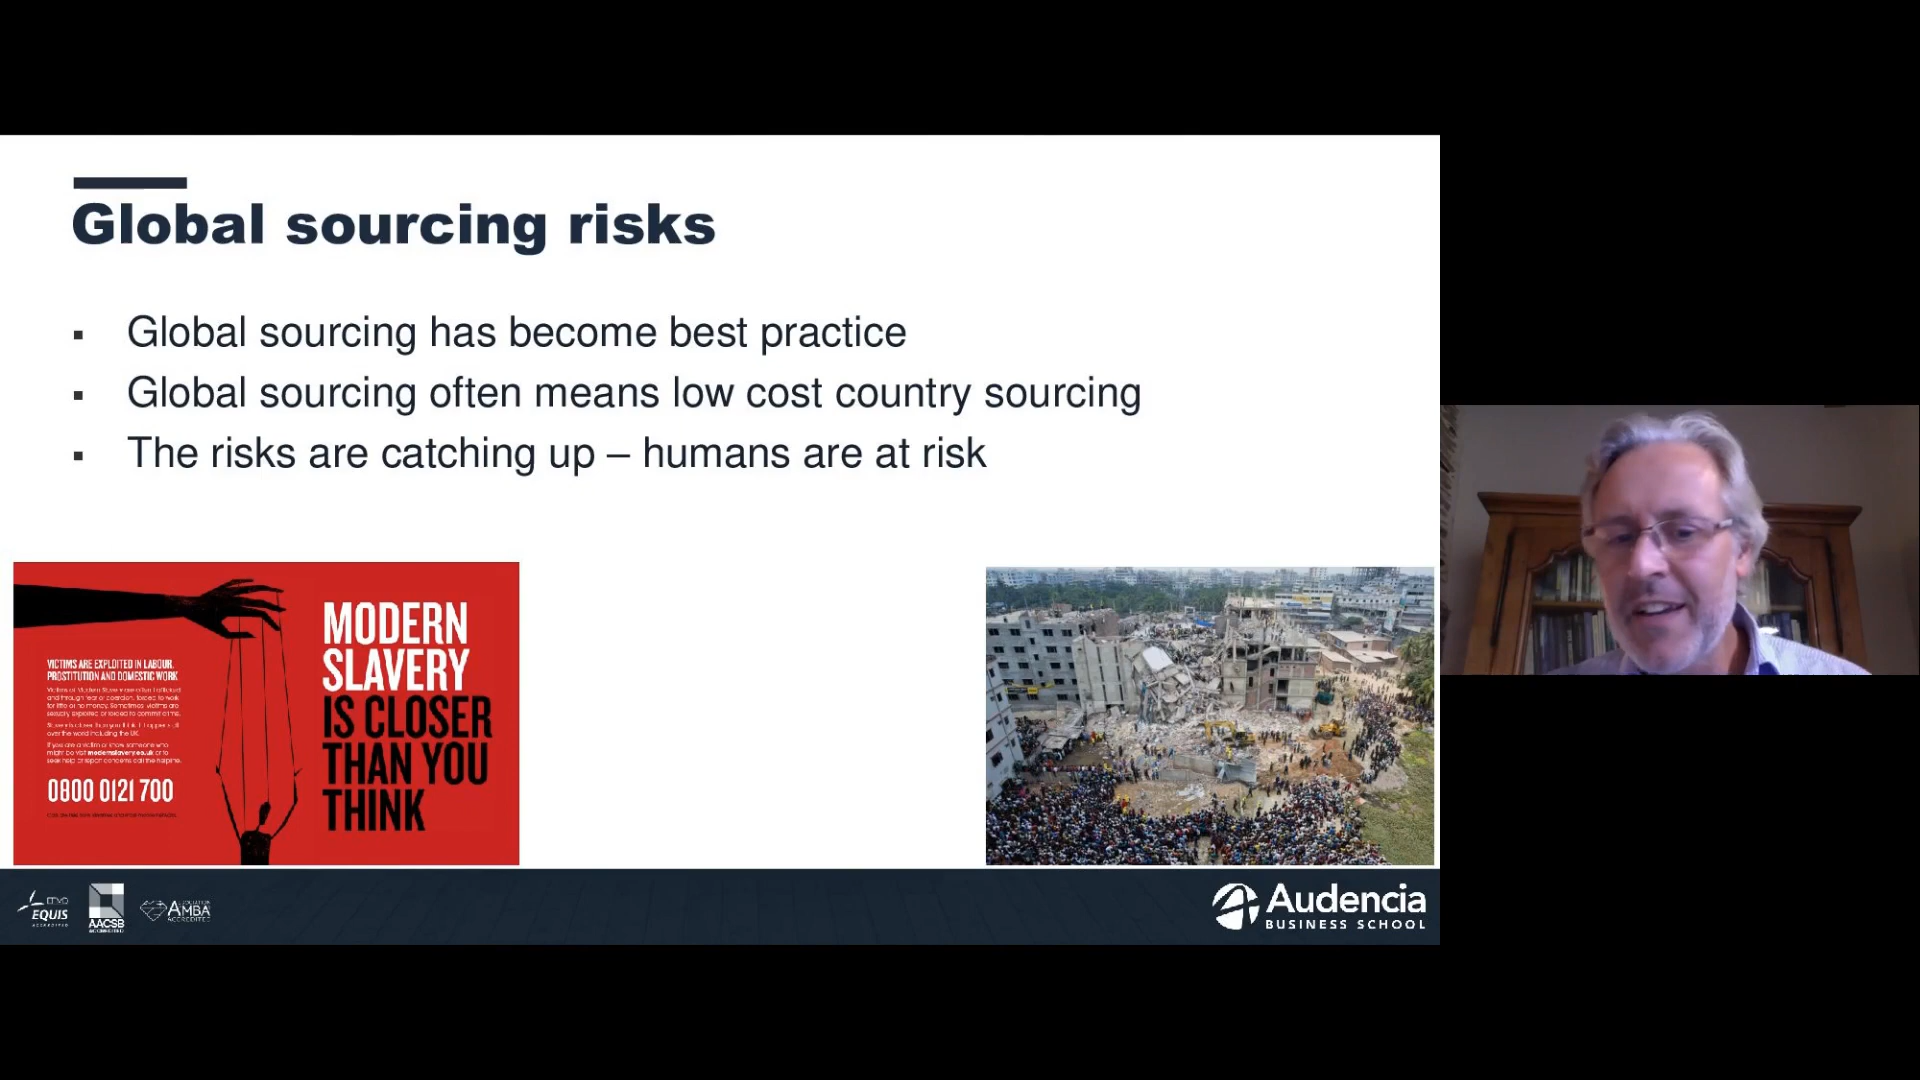 Global sourcing risks
▪ Global sourcing has become best practice
▪ Global sourcing often means low cost country sourcing
▪ The risks are catching up – humans are at risk
VICTIMS ARE EXPLOITED IN LABOUR,
PROSTITUTION AND DOMESTIC WORK
0800 0121 700
MODERN
SLAVERY
IS CLOSER
THAN YOU
THINK
EQUIS
AACSB
AMBA
Audencia
BUSINESS SCHOOL